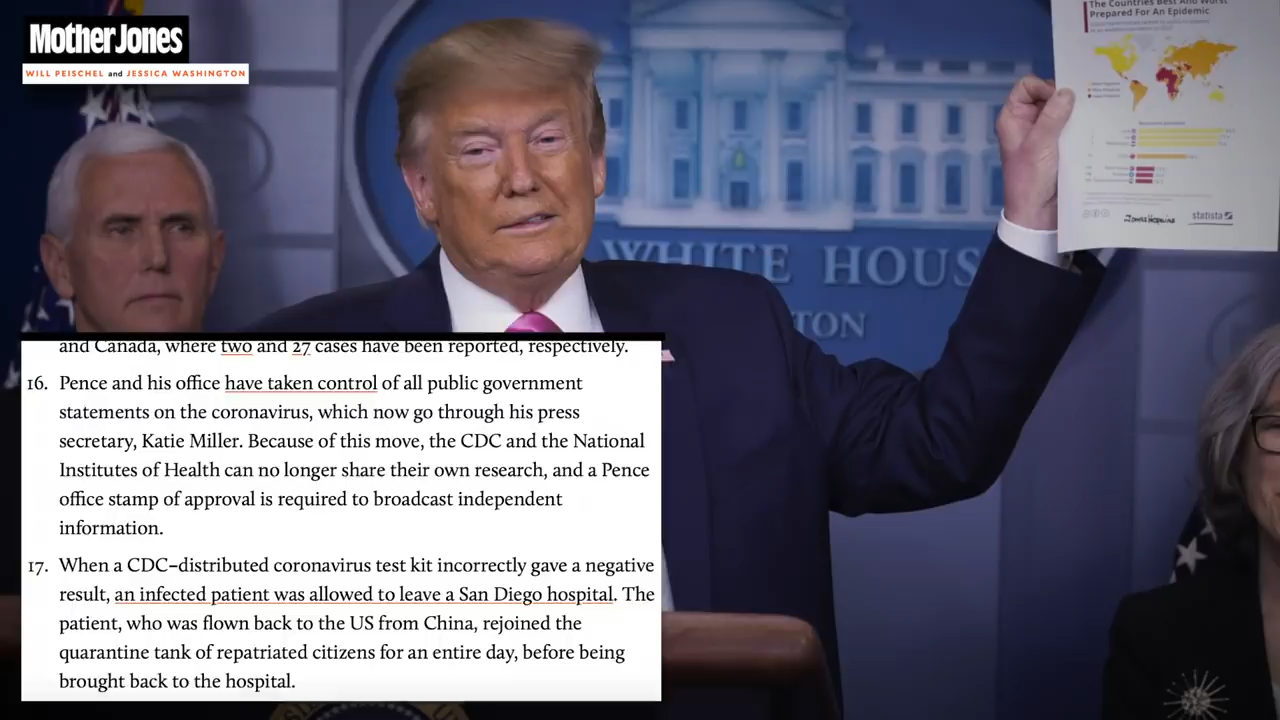 Mother Jones
WILL PEISCHEL and JESSICA WASHINGTON
The Countries Best And Worst
Prepared For An Epidemic
statista
WHITE HOUS
TON
and Canada, where two and 27 cases have been reported, respectively.
16. Pence and his office have taken control of all public government
statements on the coronavirus, which now go through his press
secretary, Katie Miller. Because of this move, the CDC and the National
Institutes of Health can no longer share their own research, and a Pence
office stamp of approval is required to broadcast independent
information.
17. When a CDC–distributed coronavirus test kit incorrectly gave a negative
result, an infected patient was allowed to leave a San Diego hospital. The
patient, who was flown back to the US from China, rejoined the
quarantine tank of repatriated citizens for an entire day, before being
brought back to the hospital.